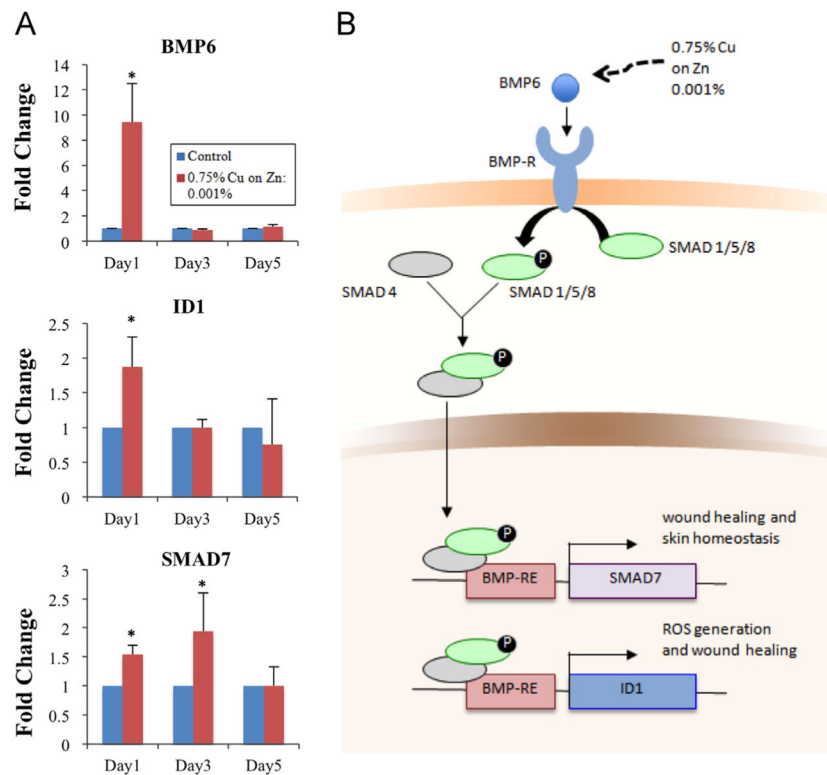 A
BMP6
Fold Change
14
12
10
8
6
4
2
0
*
Control
0.75% Cu on Zn:
0.001%
Day1 Day3 Day5
ID1
Fold Change
2.5
2
1.5
1
0.5
0
*
Day1 Day3 Day5
SMAD7
Fold Change
3
2.5
2
1.5
1
0.5
0
* *
Day1 Day3 Day5
B
0.75% Cu
on Zn
0.001%
BMP6
BMP-R
SMAD 1/5/8
P
SMAD 4
SMAD 1/5/8
P
P
wound healing and
skin homeostasis
BMP-RE
SMAD7
P
ROS generation
and wound healing
BMP-RE
ID1